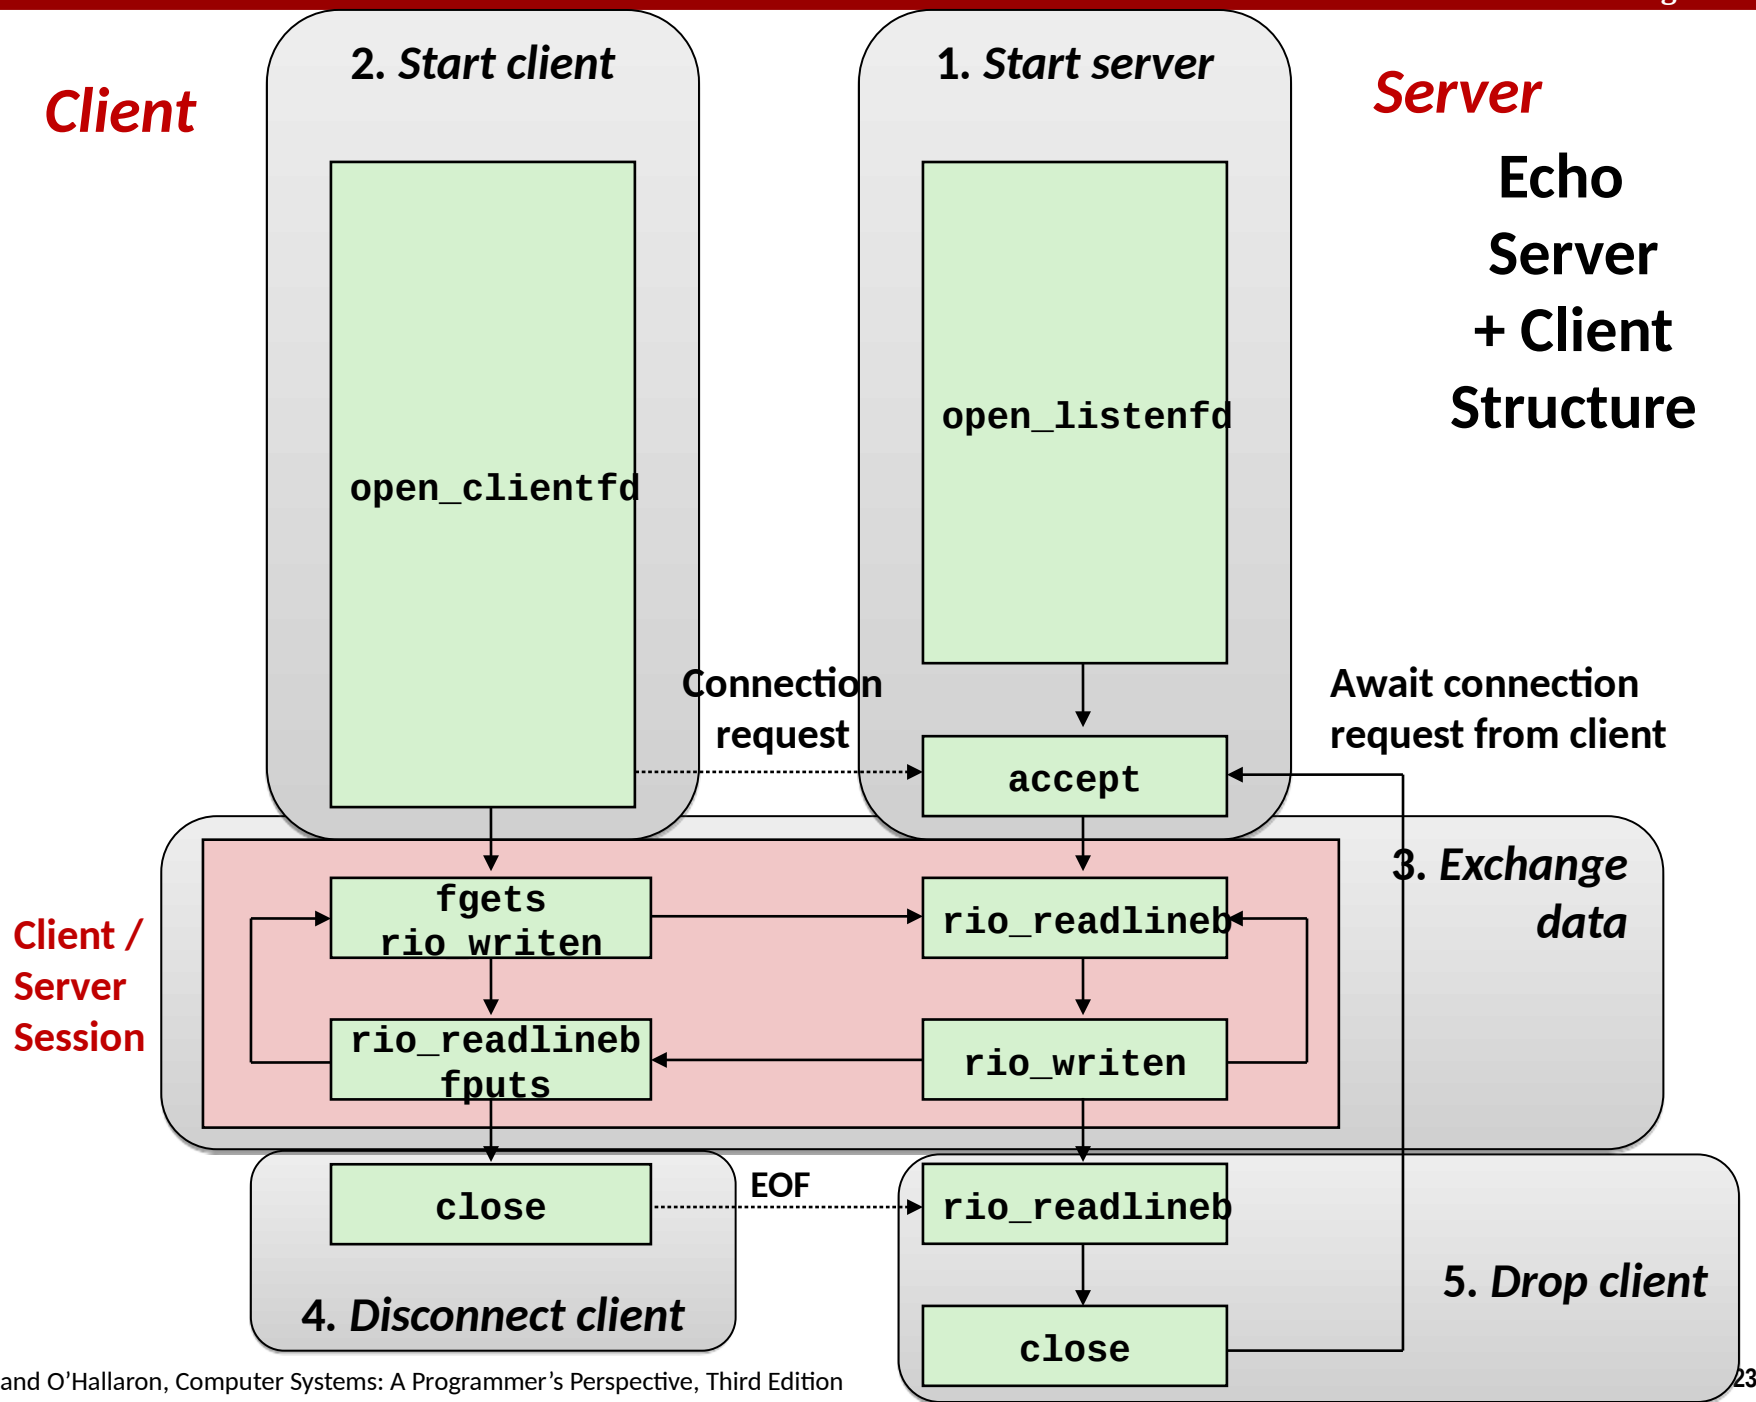 2. Start client
1. Start server
Client
Server
Echo
Server
+ Client
Structure
open_listenfd
open_clientfd
Connection
request
Await connection
request from client
accept
3. Exchange
data
fgets
rio_writen
rio_readlineb
Client /
Server
Session
rio_readlineb
fputs
rio_writen
close
EOF
rio_readlineb
4. Disconnect client
5. Drop client
close
and O’Hallaron, Computer Systems: A Programmer’s Perspective, Third Edition
23